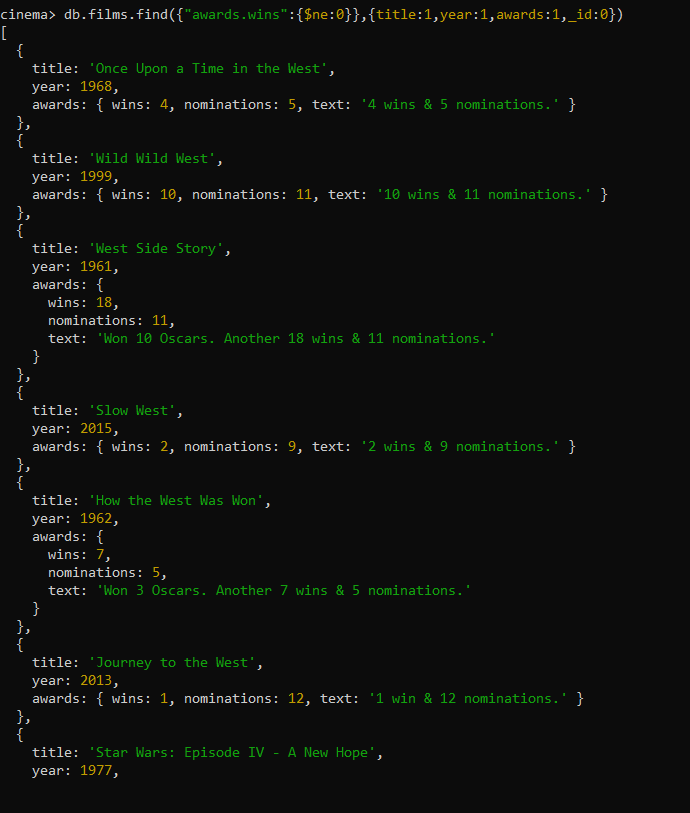 cinema> db.films.find({"awards.wins":{$ne:0}},{title:1,year:1,awards:1,_id:0})
[
  {
    title: 'Once Upon a Time in the West',
    year: 1968,
    awards: { wins: 4, nominations: 5, text: '4 wins & 5 nominations.' }
  },
  {
    title: 'Wild Wild West',
    year: 1999,
    awards: { wins: 10, nominations: 11, text: '10 wins & 11 nominations.' }
  },
  {
    title: 'West Side Story',
    year: 1961,
    awards: {
      wins: 18,
      nominations: 11,
      text: 'Won 10 Oscars. Another 18 wins & 11 nominations.'
    }
  },
  {
    title: 'Slow West',
    year: 2015,
    awards: { wins: 2, nominations: 9, text: '2 wins & 9 nominations.' }
  },
  {
    title: 'How the West Was Won',
    year: 1962,
    awards: {
      wins: 7,
      nominations: 5,
      text: 'Won 3 Oscars. Another 7 wins & 5 nominations.'
    }
  },
  {
    title: 'Journey to the West',
    year: 2013,
    awards: { wins: 1, nominations: 12, text: '1 win & 12 nominations.' }
  },
  {
    title: 'Star Wars: Episode IV - A New Hope',
    year: 1977,